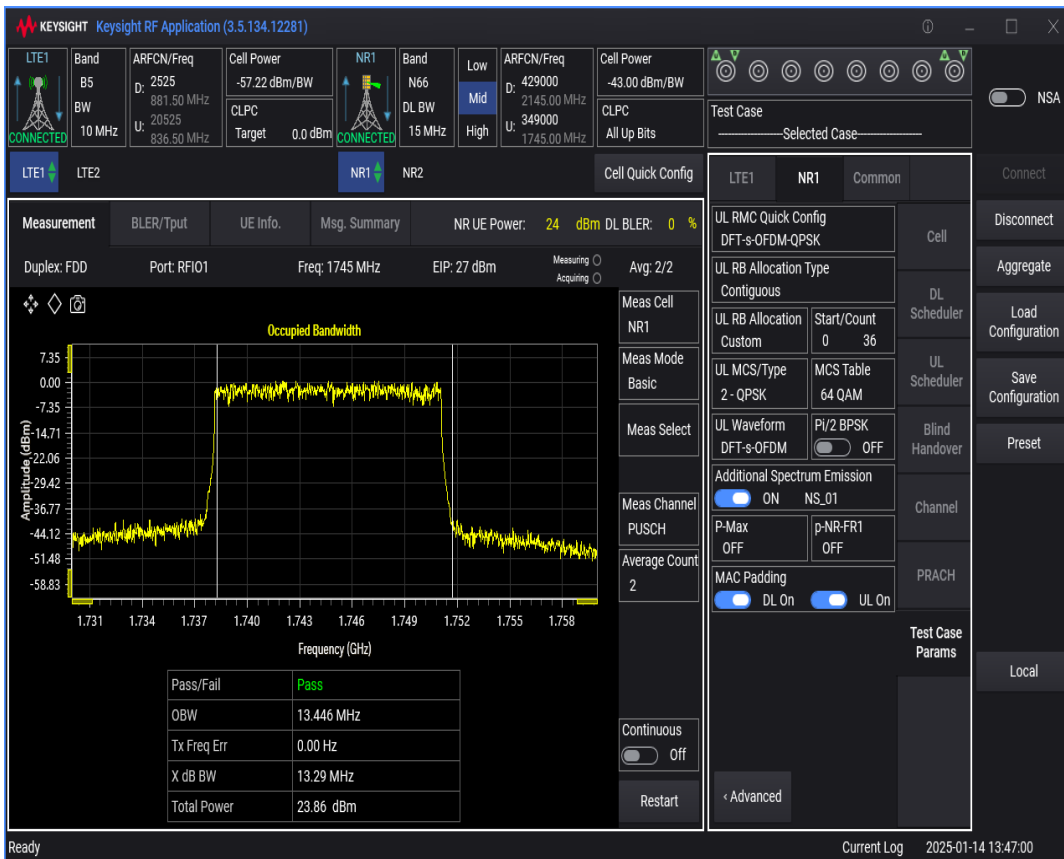 KEYSIGHT Keysight RF Application (3.5.134.12281)
LTE1 Band ARFCN/Freq Cell Power NR1 Band Low ARFCN/Freq Cell Power
B5 D: 2525 -57.22 dBm/BW N66 D: 429000 -43.00 dBm/BW
881.50 MHz Mid 2145.00 MHz
BW U: 20525 CLPC DL BW U: 349000 CLPC Test Case
CONNECTED 10 MHz 836.50 MHz Target 0.0 dBm CONNECTED 15 MHz High 1745.00 MHz All Up Bits Selected Case
NSA
LTE1 LTE2 NR1 NR2 Cell Quick Config
LTE1 NR1 Common
Connect
Measurement BLER/Tput UE Info. Msg. Summary NR UE Power: 24 dBm DL BLER: 0 %
Duplex: FDD Port: RFIO1 Freq: 1745 MHz EIP: 27 dBm Measuring Avg: 2/2
Acquiring
Occupied Bandwidth
Amplitude (dBm)
7.35
0.00
-7.35
-14.71
-22.06
-29.42
-36.77
-44.12
-51.48
-58.83
1.731 1.734 1.737 1.740 1.743 1.746 1.749 1.752 1.755 1.758
Frequency (GHz)
Pass/Fail Pass
OBW 13.446 MHz
Tx Freq Err 0.00 Hz
X dB BW 13.29 MHz
Total Power 23.86 dBm
Meas Cell
NR1
Meas Mode
Basic
Meas Select
Meas Channel
PUSCH
Average Count
2
Continuous
Off
Restart
UL RMC Quick Config
DFT-s-OFDM-QPSK
UL RB Allocation Type
Contiguous
UL RB Allocation Start/Count
Custom 0 36
UL MCS/Type MCS Table
2 - QPSK 64 QAM
UL Waveform Pi/2 BPSK
DFT-s-OFDM OFF
Additional Spectrum Emission
ON NS_01
P-Max p-NR-FR1
OFF OFF
MAC Padding
DL On UL On
‹ Advanced
Cell
DL
Scheduler
UL
Scheduler
Blind
Handover
Channel
PRACH
Test Case
Params
Disconnect
Aggregate
Load
Configuration
Save
Configuration
Preset
Local
Ready Current Log 2025-01-14 13:47:00